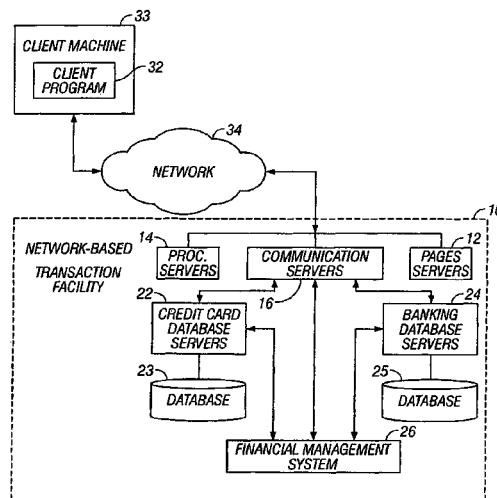 33
CLIENT MACHINE
CLIENT
PROGRAM
32
34
NETWORK
10
NETWORK-BASED
TRANSACTION
FACILITY
14
PROC.
SERVERS
COMMUNICATION
SERVERS
16
12
PAGES
SERVERS
22
CREDIT CARD
DATABASE
SERVERS
24
BANKING
DATABASE
SERVERS
23
DATABASE
25
DATABASE
26
FINANCIAL MANAGEMENT
SYSTEM